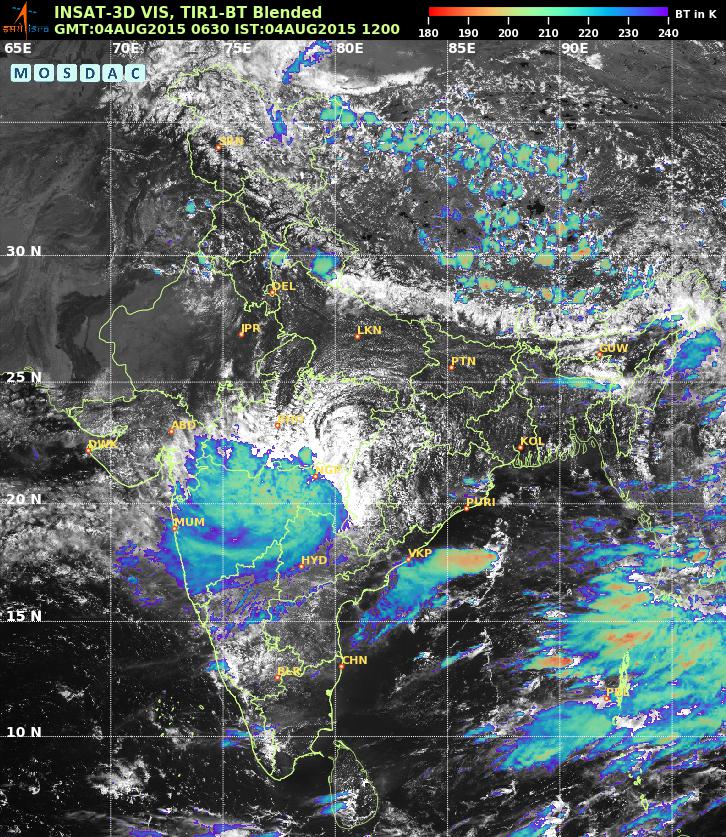 INSAT-3D VIS, TIR1-BT Blended
GMT:04AUG2015 0630 IST:04AUG2015 1200
BT in K
180 190 200 210 220 230 240
65E 70E 75E 80E 85E 90E
MOSDAC
SRN
30 N
DEL
JPR LKN GUW
PTN
25 N
ABD
DWK KOL
NGP
20 N PURI
MUM
VKP
HYD
15 N
CHN
BLR
10 N